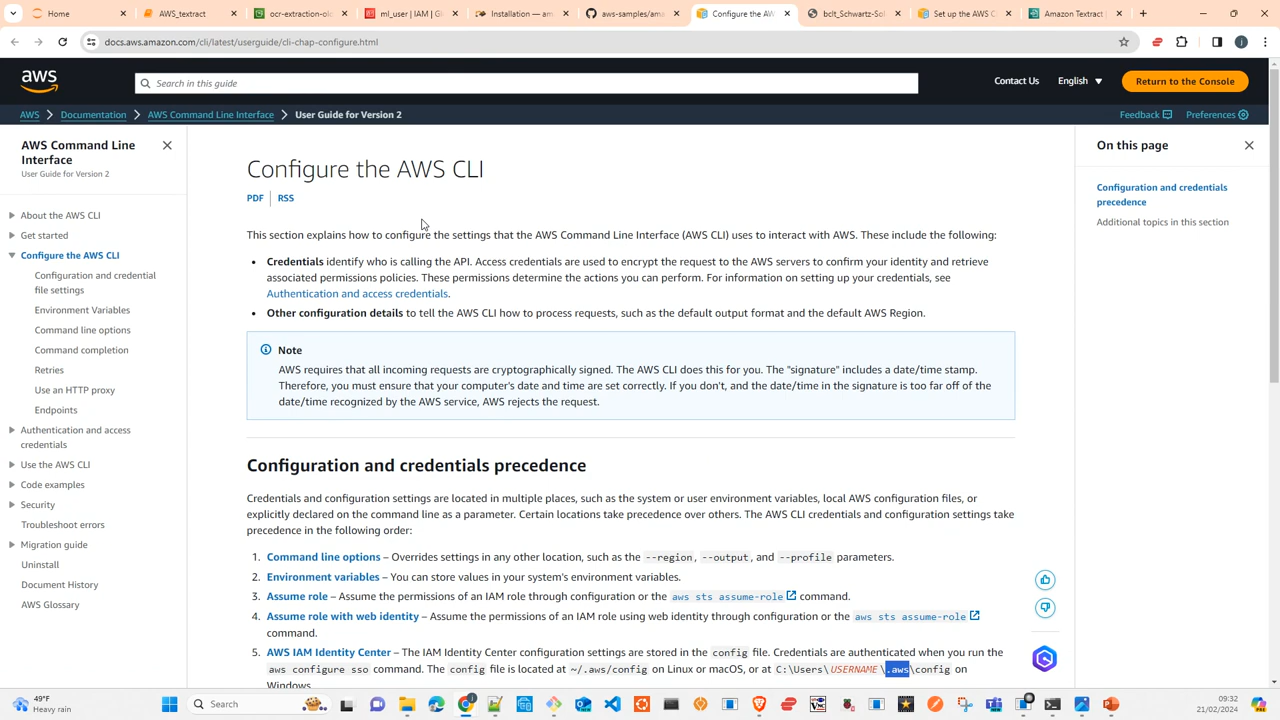 Home
AWS_textract
ocr-extraction-old
ml_user | IAM | G
Installation — am
aws-samples/ama
Configure the AW
bclt_Schwartz-Sol
Set up the AWS C
Amazon Textract
docs.aws.amazon.com/cli/latest/userguide/cli-chap-configure.html
aws
Search in this guide
Contact Us
English
Return to the Console
AWS
Documentation
AWS Command Line Interface
User Guide for Version 2
Feedback
Preferences
AWS Command Line
Interface
User Guide for Version 2
About the AWS CLI
Get started
Configure the AWS CLI
Configuration and credential
file settings
Environment Variables
Command line options
Command completion
Retries
Use an HTTP proxy
Endpoints
Authentication and access
credentials
Use the AWS CLI
Code examples
Security
Troubleshoot errors
Migration guide
Uninstall
Document History
AWS Glossary
Configure the AWS CLI
PDF
RSS
This section explains how to configure the settings that the AWS Command Line Interface (AWS CLI) uses to interact with AWS. These include the following:
• Credentials identify who is calling the API. Access credentials are used to encrypt the request to the AWS servers to confirm your identity and retrieve
associated permissions policies. These permissions determine the actions you can perform. For information on setting up your credentials, see
Authentication and access credentials.
• Other configuration details to tell the AWS CLI how to process requests, such as the default output format and the default AWS Region.
Note
AWS requires that all incoming requests are cryptographically signed. The AWS CLI does this for you. The "signature" includes a date/time stamp.
Therefore, you must ensure that your computer's date and time are set correctly. If you don't, and the date/time in the signature is too far off of the
date/time recognized by the AWS service, AWS rejects the request.
Configuration and credentials precedence
Credentials and configuration settings are located in multiple places, such as the system or user environment variables, local AWS configuration files, or
explicitly declared on the command line as a parameter. Certain locations take precedence over others. The AWS CLI credentials and configuration settings take
precedence in the following order:
1. Command line options – Overrides settings in any other location, such as the --region, --output, and --profile parameters.
2. Environment variables – You can store values in your system's environment variables.
3. Assume role – Assume the permissions of an IAM role through configuration or the aws sts assume-role command.
4. Assume role with web identity – Assume the permissions of an IAM role using web identity through configuration or the aws sts assume-role
command.
5. AWS IAM Identity Center – The IAM Identity Center configuration settings are stored in the config file. Credentials are authenticated when you run the
aws configure sso command. The config file is located at ~/.aws/config on Linux or macOS, or at C:\Users\USERNAME\.aws\config on
Windows.
On this page
Configuration and credentials
precedence
Additional topics in this section
49°F
Heavy rain
Search
09:32
21/02/2024